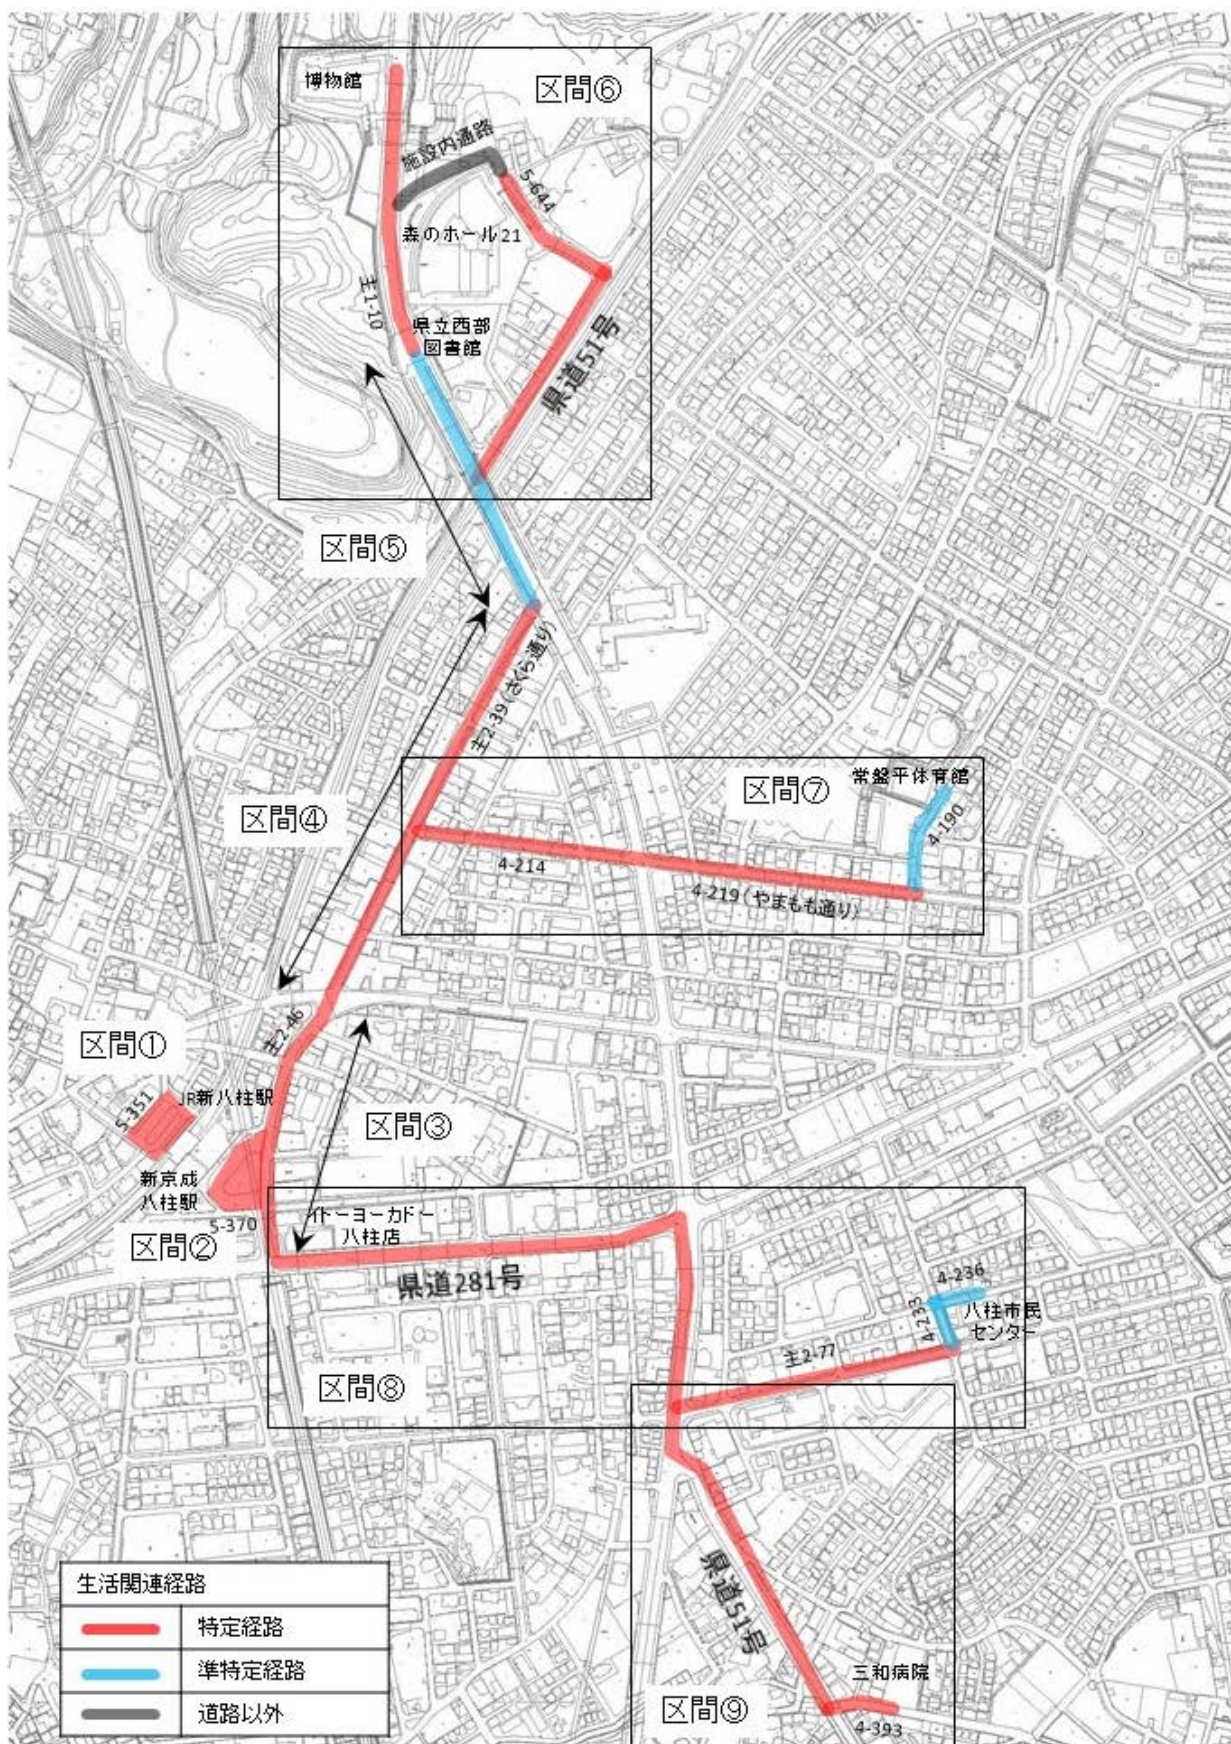 博物館
区間⑥
施設内通路
5-644
森のホール21
主1-10
県立西部
図書館
県道51号
区間⑤
主2-39(さくら通り)
区間④
区間⑦
常盤平体育館
4-190
4-214
4-219(やまもも通り)
区間①
主2-46
5-351
JR新八柱駅
区間③
新京成
八柱駅
5-370
区間②
イトーヨーカドー
八柱店
県道281号
4-236
4-233
八柱市民
センター
主2-77
区間⑧
県道51号
三和病院
区間⑨
4-393
生活関連経路
特定経路
準特定経路
道路以外